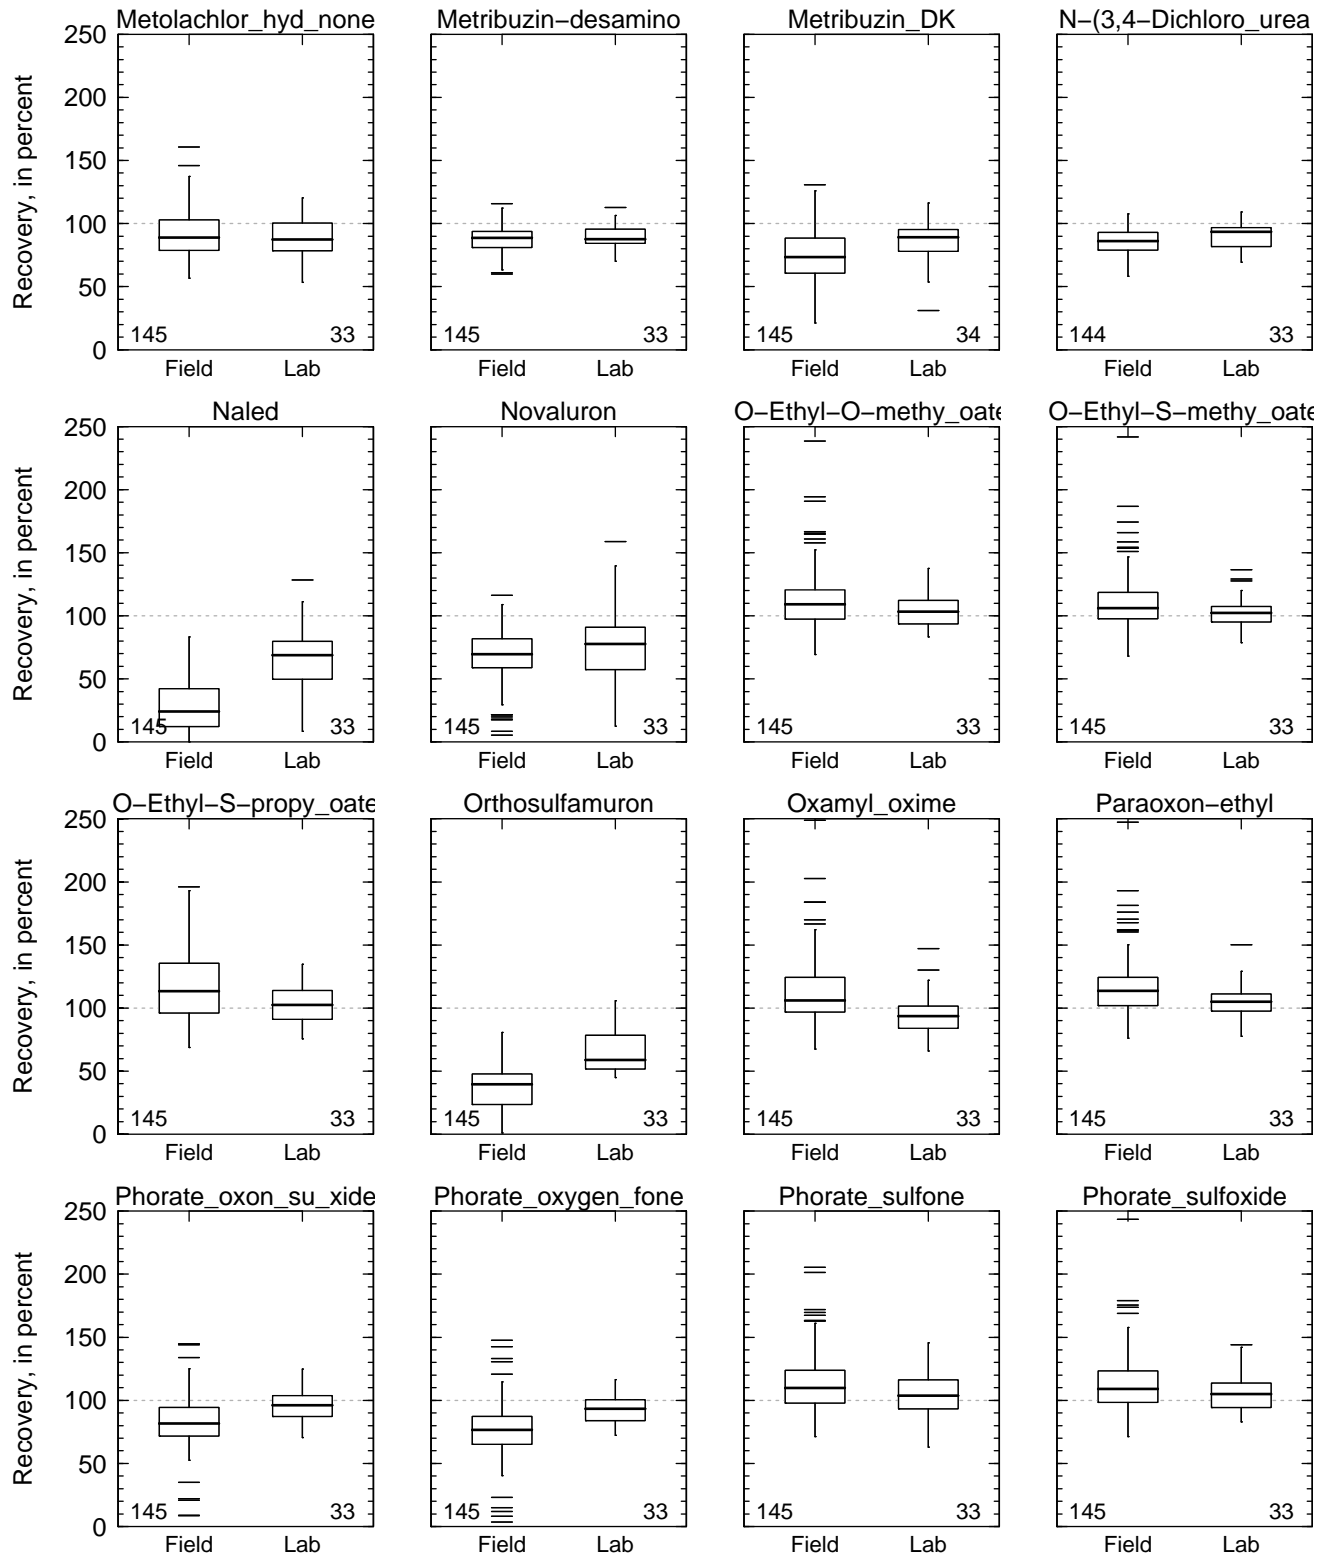 Metolachlor_hyd_none Metribuzin−desamino Metribuzin_DK N−(3,4−Dichloro_urea
250
200
150
100
50
0
Recovery, in percent
145 33 145 33 145 34 144 33
Field Lab Field Lab Field Lab Field Lab
Naled Novaluron O−Ethyl−O−methy_oate O−Ethyl−S−methy_oate
250
200
150
100
50
0
Recovery, in percent
145 33 145 33 145 33 145 33
Field Lab Field Lab Field Lab Field Lab
O−Ethyl−S−propy_oate Orthosulfamuron Oxamyl_oxime Paraoxon−ethyl
250
200
150
100
50
0
Recovery, in percent
145 33 145 33 145 33 145 33
Field Lab Field Lab Field Lab Field Lab
Phorate_oxon_su_xide Phorate_oxygen_fone Phorate_sulfone Phorate_sulfoxide
250
200
150
100
50
0
Recovery, in percent
145 33 145 33 145 33 145 33
Field Lab Field Lab Field Lab Field Lab